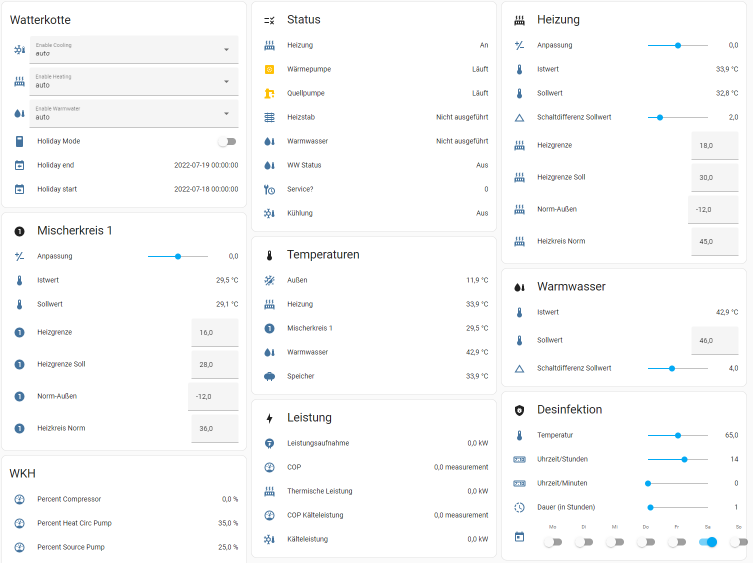 Watterkotte
Enable Cooling
auto
Enable Heating
auto
Enable Warmwater
auto
Holiday Mode
Holiday end 2022-07-19 00:00:00
Holiday start 2022-07-18 00:00:00
Mischerkreis 1
Anpassung 0,0
Istwert 29,5 °C
Sollwert 29,1 °C
Heizgrenze 16,0
Heizgrenze Soll 28,0
Norm-Außen -12,0
Heizkreis Norm 36,0
WKH
Percent Compressor 0,0 %
Percent Heat Circ Pump 35,0 %
Percent Source Pump 25,0 %
Status
Heizung An
Wärmepumpe Läuft
Quellpumpe Läuft
Heizstab Nicht ausgeführt
Warmwasser Nicht ausgeführt
WW Status Aus
Service? 0
Kühlung Aus
Temperaturen
Außen 11,9 °C
Heizung 33,9 °C
Mischerkreis 1 29,5 °C
Warmwasser 42,9 °C
Speicher 33,9 °C
Leistung
Leistungsaufnahme 0,0 kW
COP 0,0 measurement
Thermische Leistung 0,0 kW
COP Kälteleistung 0,0 measurement
Kälteleistung 0,0 kW
Heizung
Anpassung 0,0
Istwert 33,9 °C
Sollwert 32,8 °C
Schaltdifferenz Sollwert 2,0
Heizgrenze 18,0
Heizgrenze Soll 30,0
Norm-Außen -12,0
Heizkreis Norm 45,0
Warmwasser
Istwert 42,9 °C
Sollwert 46,0
Schaltdifferenz Sollwert 4,0
Desinfektion
Temperatur 65,0
Uhrzeit/Stunden 14
Uhrzeit/Minuten 0
Dauer (in Stunden) 1
Mo Di Mi Do Fr Sa So